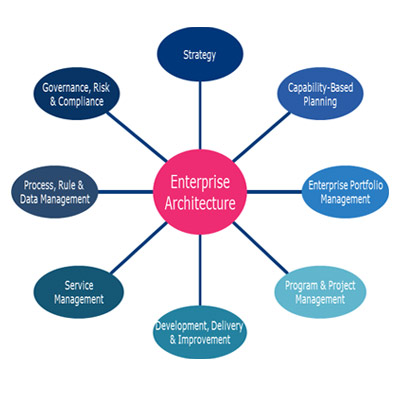 Strategy
Governance, Risk
& Compliance
Capability-Based
Planning
Enterprise
Architecture
Process, Rule &
Data Management
Enterprise Portfolio
Management
Service
Management
Program & Project
Management
Development, Delivery
& Improvement